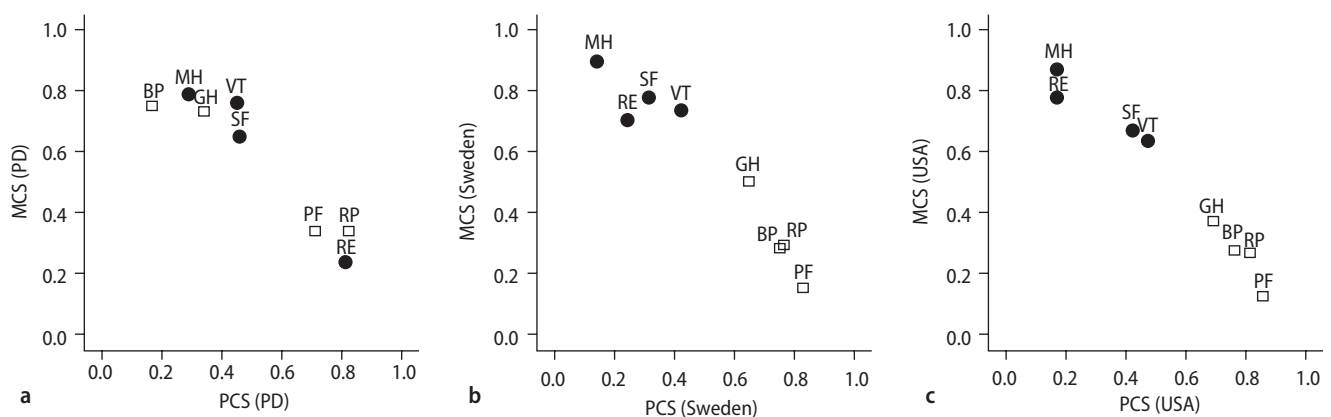 1.0
0.8
0.6
0.4
0.2
0.0
MCS (PD)
BP
MH
GH
VT
SF
PF
RP
RE
0.0 0.2 0.4 0.6 0.8 1.0
a
PCS (PD)
1.0
0.8
0.6
0.4
0.2
0.0
MCS (Sweden)
MH
RE
SF
VT
GH
BP
RP
PF
0.0 0.2 0.4 0.6 0.8 1.0
b
PCS (Sweden)
1.0
0.8
0.6
0.4
0.2
0.0
MCS (USA)
MH
RE
SF
VT
GH
BP
RP
PF
0.0 0.2 0.4 0.6 0.8 1.0
c
PCS (USA)